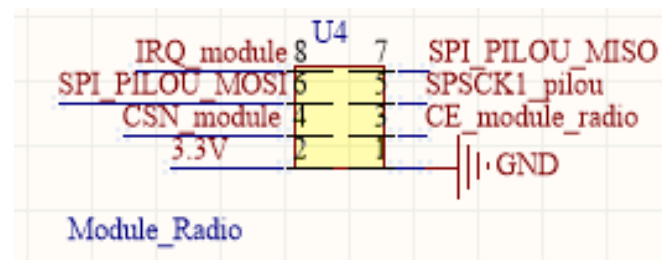 U4
IRQ_module 8 7 SPI_PILOU_MISO
SPI_PILOU_MOSI 6 5 SPSCK1_pilou
CSN_module 4 3 CE_module_radio
3.3V 2 1 GND
Module_Radio